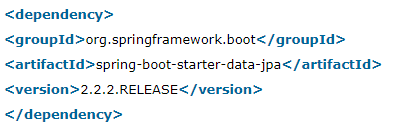 <dependency>
<groupId>org.springframework.boot</groupId>
<artifactId>spring-boot-starter-data-jpa</artifactId>
<version>2.2.2.RELEASE</version>
</dependency>